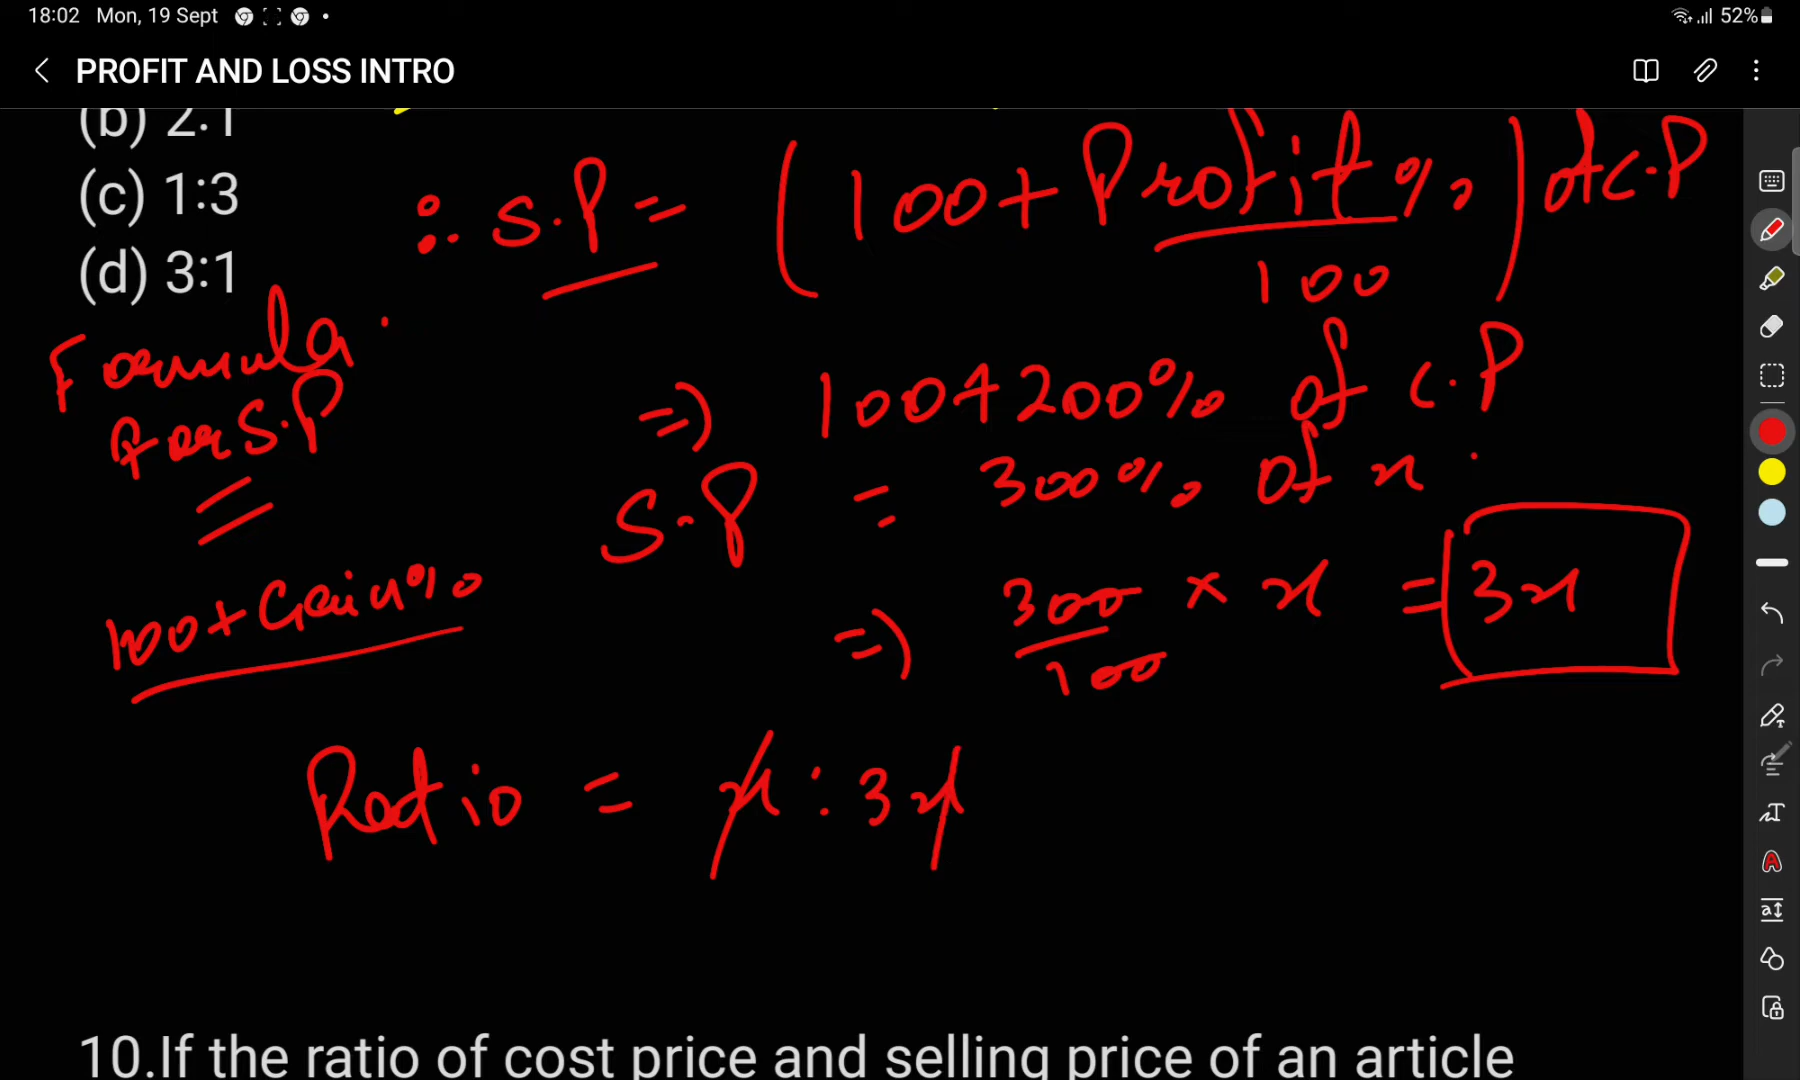 18:02 Mon, 19 Sept 52%
PROFIT AND LOSS INTRO
(b) 2:1
(c) 1:3
(d) 3:1
∴ S.P = (100 + Profit % / 100) of C.P
Formula
for S.P
=> 100 + 200% of C.P
S.P = 300% of x
100 + Gain %
=> 300/100 × x = 3x
Ratio = x : 3x
10.If the ratio of cost price and selling price of an article